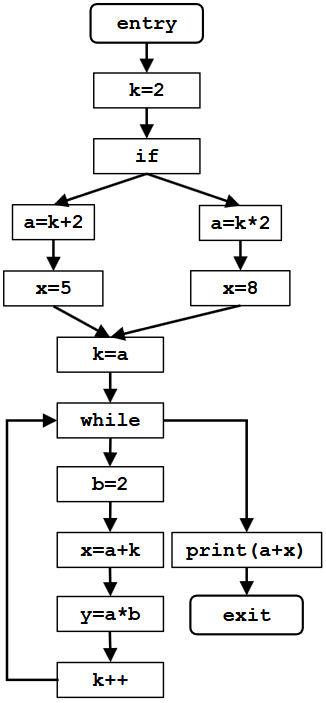 entry
k=2
if
a=k+2
a=k*2
x=5
x=8
k=a
while
b=2
x=a+k
print(a+x)
y=a*b
exit
k++